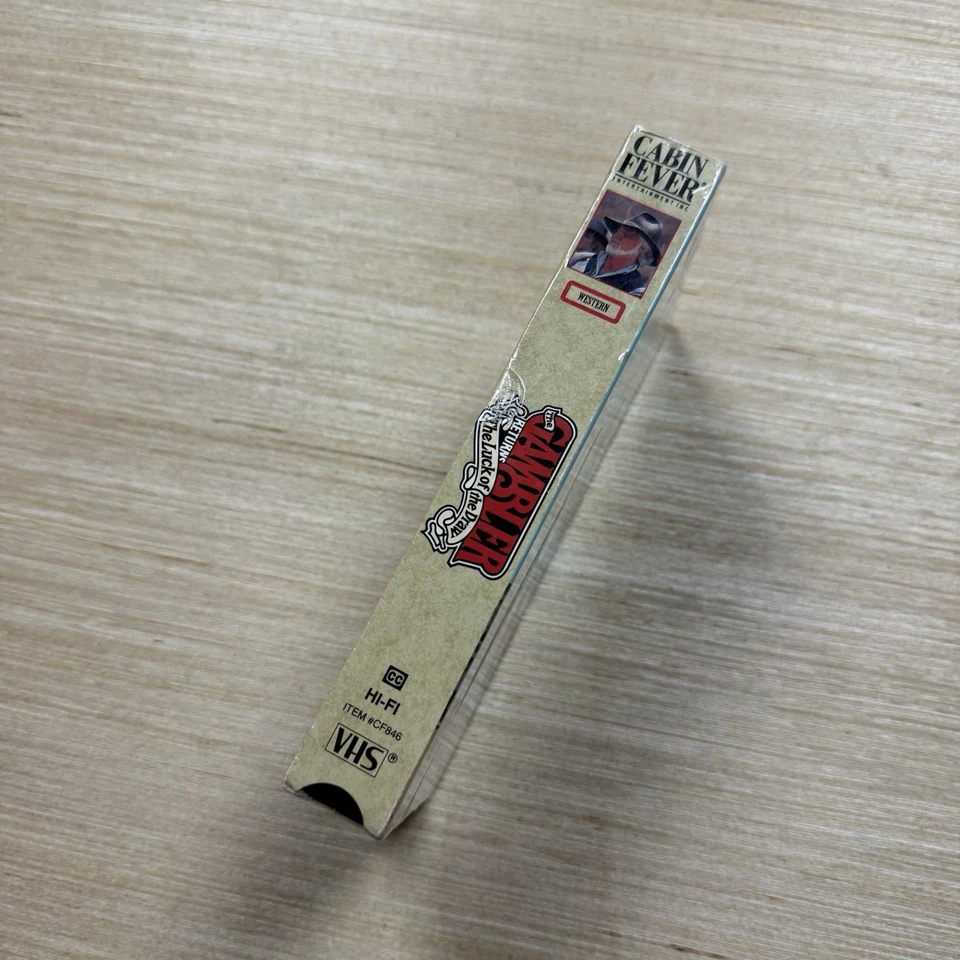 CABIN
FEVER
ENTERTAINMENT INC
WESTERN
The
GAMBLER
RETURNS
The Luck of the Draw
CC
HI-FI
ITEM #CF846
VHS®